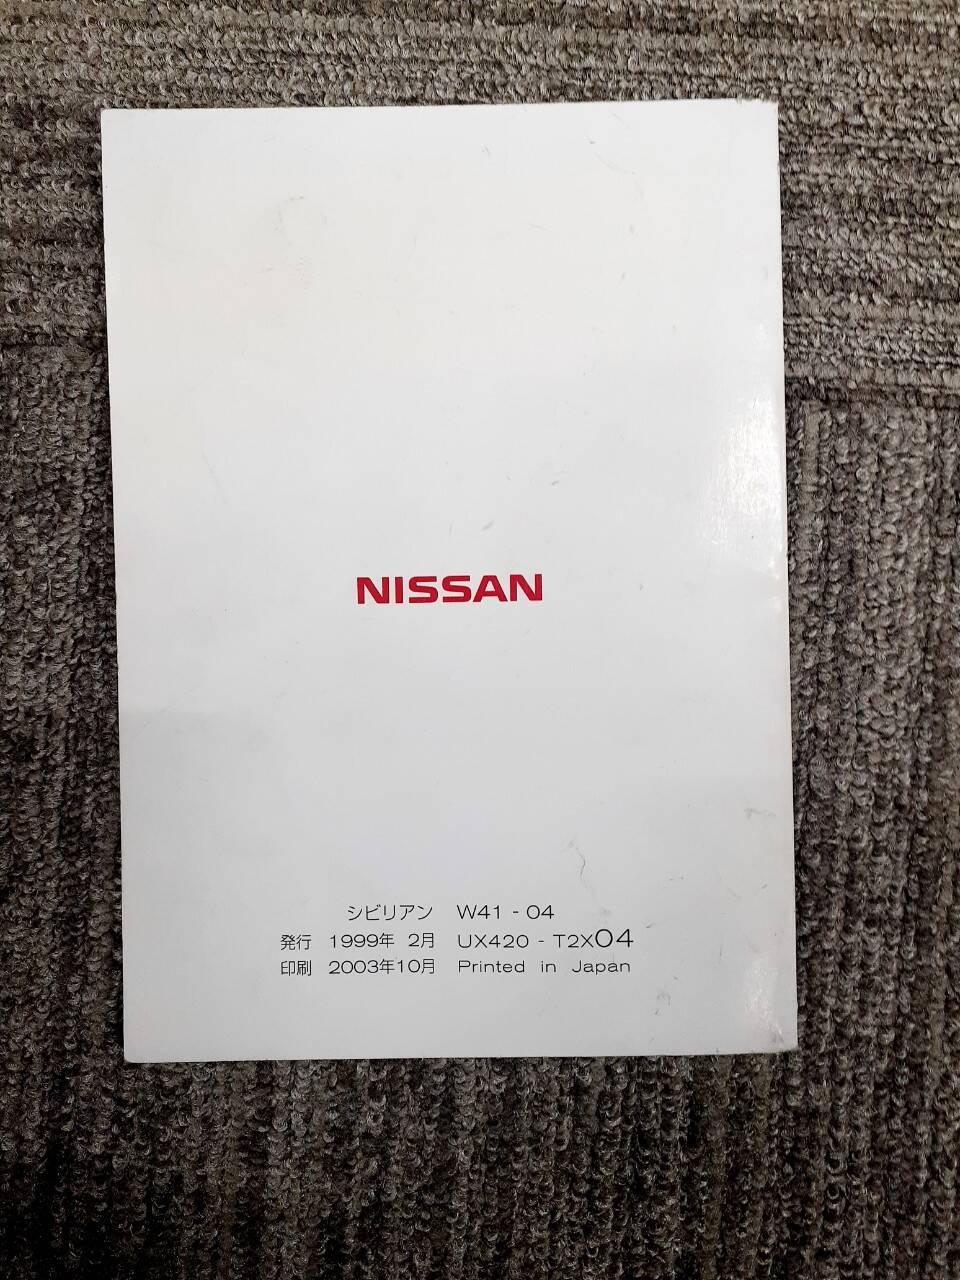 NISSAN
シビリアン W41 - 04
発行 1999年 2月 UX420 - T2X04
印刷 2003年10月 Printed in Japan